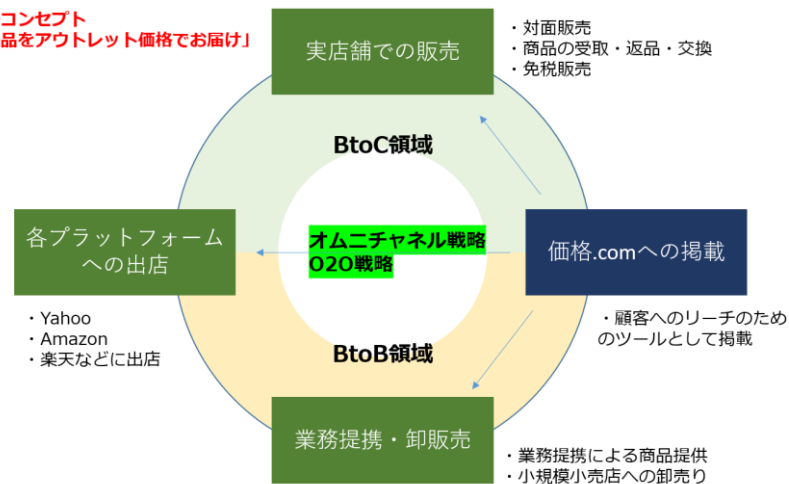 コンセプト
品をアウトレット価格でお届け」
実店舗での販売
・対面販売
・商品の受取・返品・交換
・免税販売
BtoC領域
各プラットフォーム
への出店
オムニチャネル戦略
O2O戦略
価格.comへの掲載
・Yahoo
・Amazon
・楽天などに出店
・顧客へのリーチのため
のツールとして掲載
BtoB領域
業務提携・卸販売
・業務提携による商品提供
・小規模小売店への卸売り